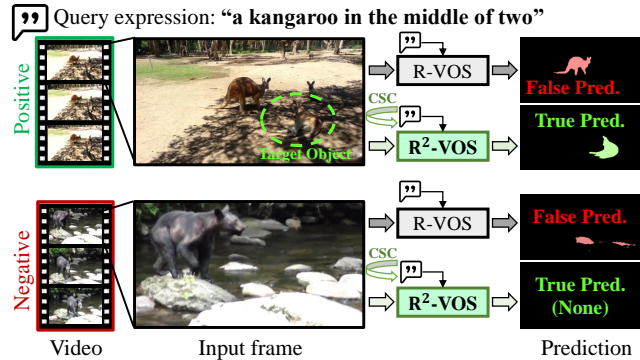 Query expression: “a kangaroo in the middle of two”
Positive
Target Object
R-VOS
False Pred.
CSC
R²-VOS
True Pred.
Negative
R-VOS
False Pred.
CSC
R²-VOS
True Pred.
(None)
Video
Input frame
Prediction